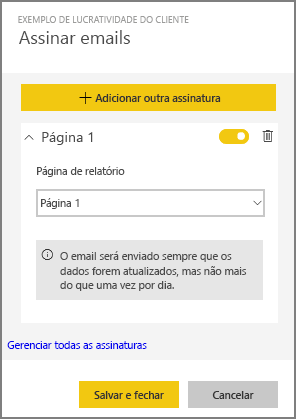 EXEMPLO DE LUCRATIVIDADE DO CLIENTE
Assinar emails
Adicionar outra assinatura
Página 1
Página de relatório
Página 1
O email será enviado sempre que os
dados forem atualizados, mas não mais
do que uma vez por dia.
Gerenciar todas as assinaturas
Salvar e fechar
Cancelar